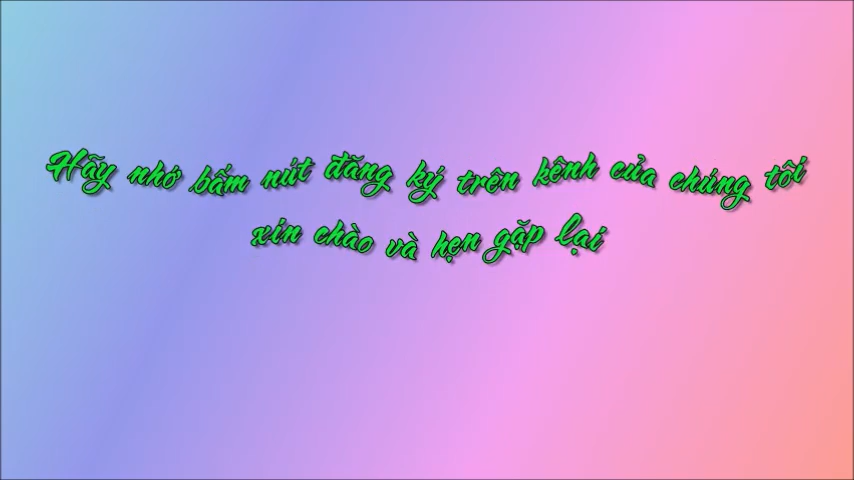 Hãy nhớ bấm nút đăng ký trên kênh của chúng tôi
xin chào và hẹn gặp lại